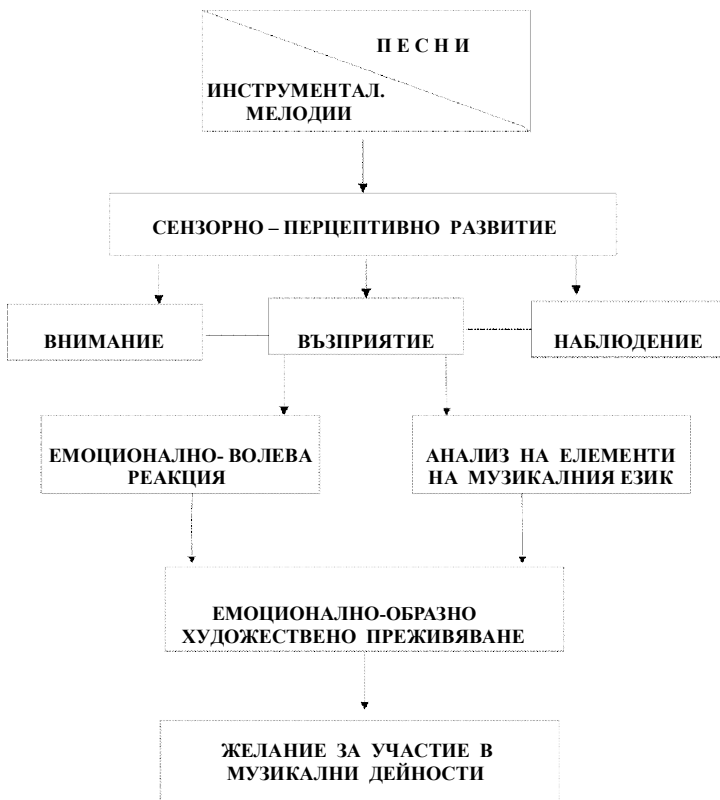 П Е С Н И
ИНСТРУМЕНТАЛ.
МЕЛОДИИ
СЕНЗОРНО – ПЕРЦЕПТИВНО РАЗВИТИЕ
ВНИМАНИЕ
ВЪЗПРИЯТИЕ
НАБЛЮДЕНИЕ
ЕМОЦИОНАЛНО- ВОЛЕВА
РЕАКЦИЯ
АНАЛИЗ НА ЕЛЕМЕНТИ
НА МУЗИКАЛНИЯ ЕЗИК
ЕМОЦИОНАЛНО-ОБРАЗНО
ХУДОЖЕСТВЕНО ПРЕЖИВЯВАНЕ
ЖЕЛАНИЕ ЗА УЧАСТИЕ В
МУЗИКАЛНИ ДЕЙНОСТИ